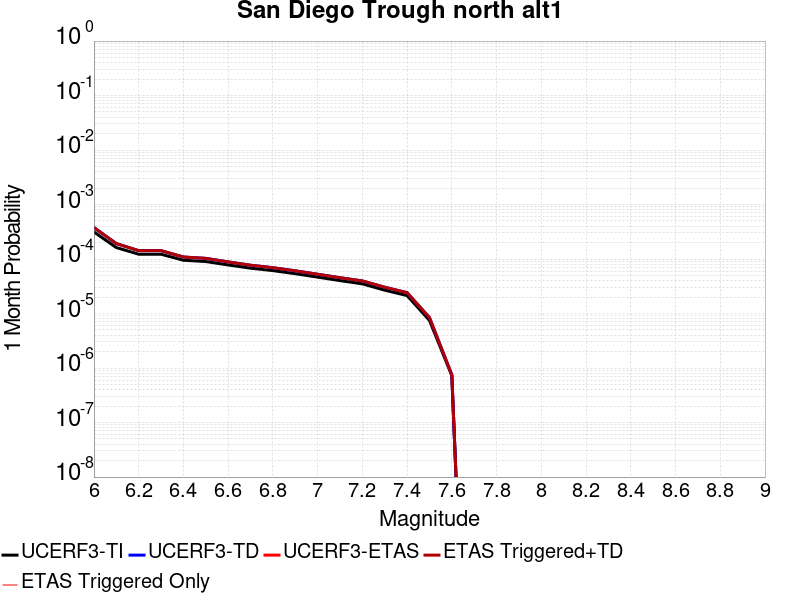 San Diego Trough north alt1
10^0
10^-1
10^-2
10^-3
10^-4
10^-5
10^-6
10^-7
10^-8
1 Month Probability
6 6.2 6.4 6.6 6.8 7 7.2 7.4 7.6 7.8 8 8.2 8.4 8.6 8.8 9
Magnitude
UCERF3-TI UCERF3-TD UCERF3-ETAS ETAS Triggered+TD
ETAS Triggered Only